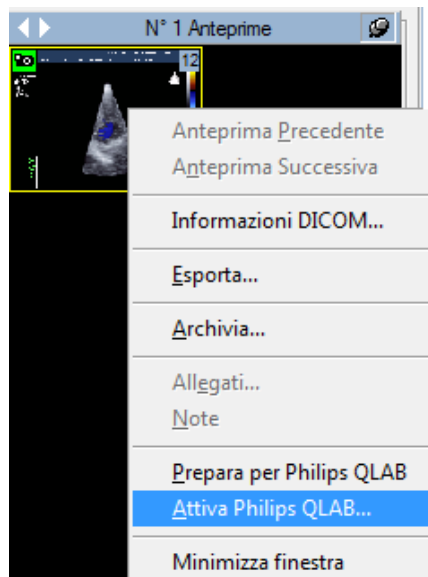 N° 1 Anteprime
12
Anteprima Precedente
Anteprima Successiva
Informazioni DICOM...
Esporta...
Archivia...
Allegati...
Note
Prepara per Philips QLAB
Attiva Philips QLAB...
Minimizza finestra